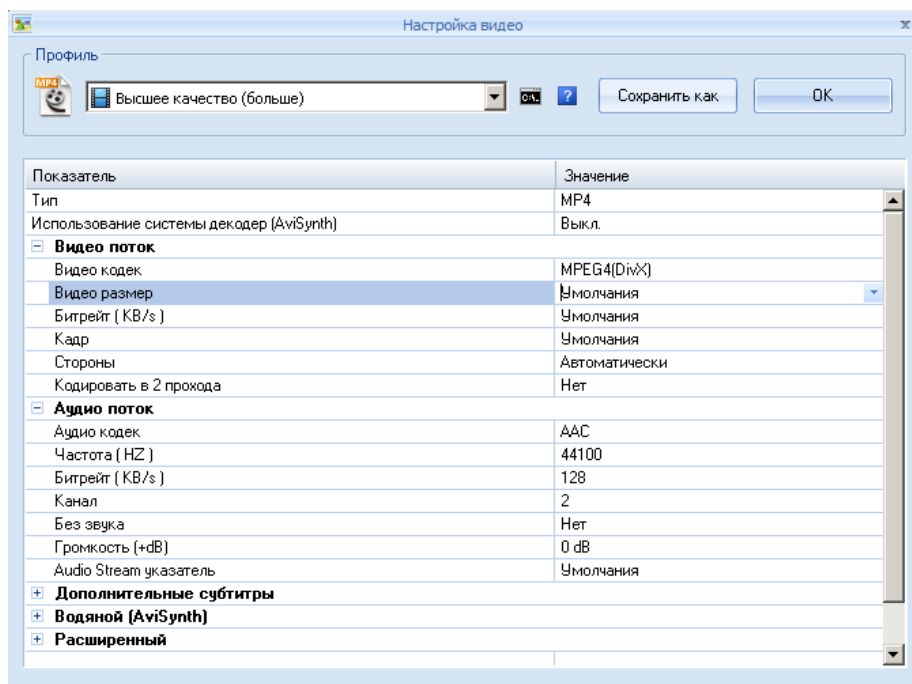 Настройка видео
Профиль
MP4
Высшее качество (больше)
C:\.
?
Сохранить как
OK
Показатель Значение
Тип MP4
Использование системы декодер (AviSynth) Выкл.
Видео поток
Видео кодек MPEG4(DivX)
Видео размер Умолчания
Битрейт ( KB/s ) Умолчания
Кадр Умолчания
Стороны Автоматически
Кодировать в 2 прохода Нет
Аудио поток
Аудио кодек AAC
Частота ( HZ ) 44100
Битрейт ( KB/s ) 128
Канал 2
Без звука Нет
Громкость (+dB) 0 dB
Audio Stream указатель Умолчания
Дополнительные субтитры
Водяной (AviSynth)
Расширенный